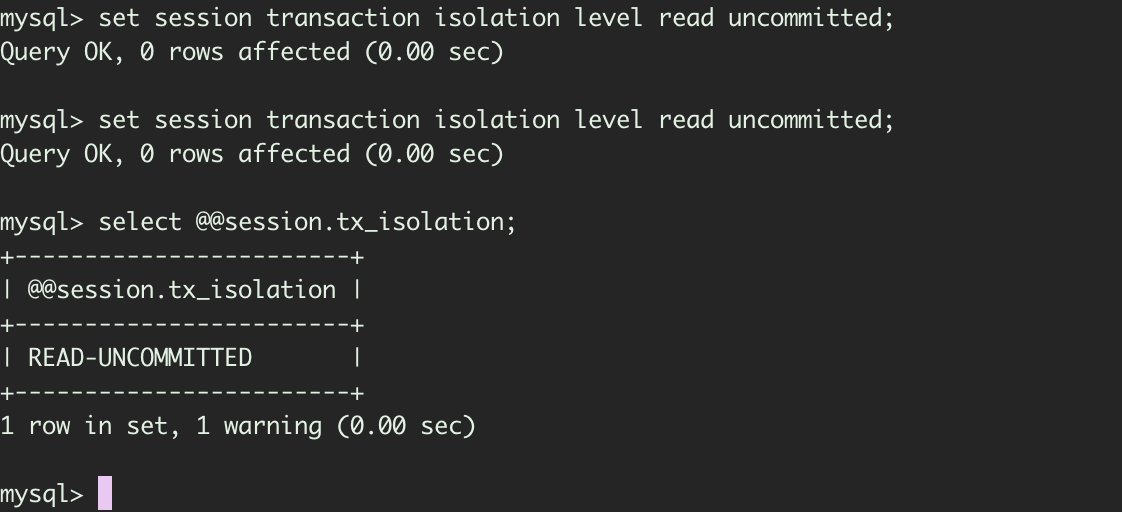 mysql> set session transaction isolation level read uncommitted;
Query OK, 0 rows affected (0.00 sec)
mysql> set session transaction isolation level read uncommitted;
Query OK, 0 rows affected (0.00 sec)
mysql> select @@session.tx_isolation;
+------------------------+
| @@session.tx_isolation |
+------------------------+
| READ-UNCOMMITTED       |
+------------------------+
1 row in set, 1 warning (0.00 sec)
mysql>